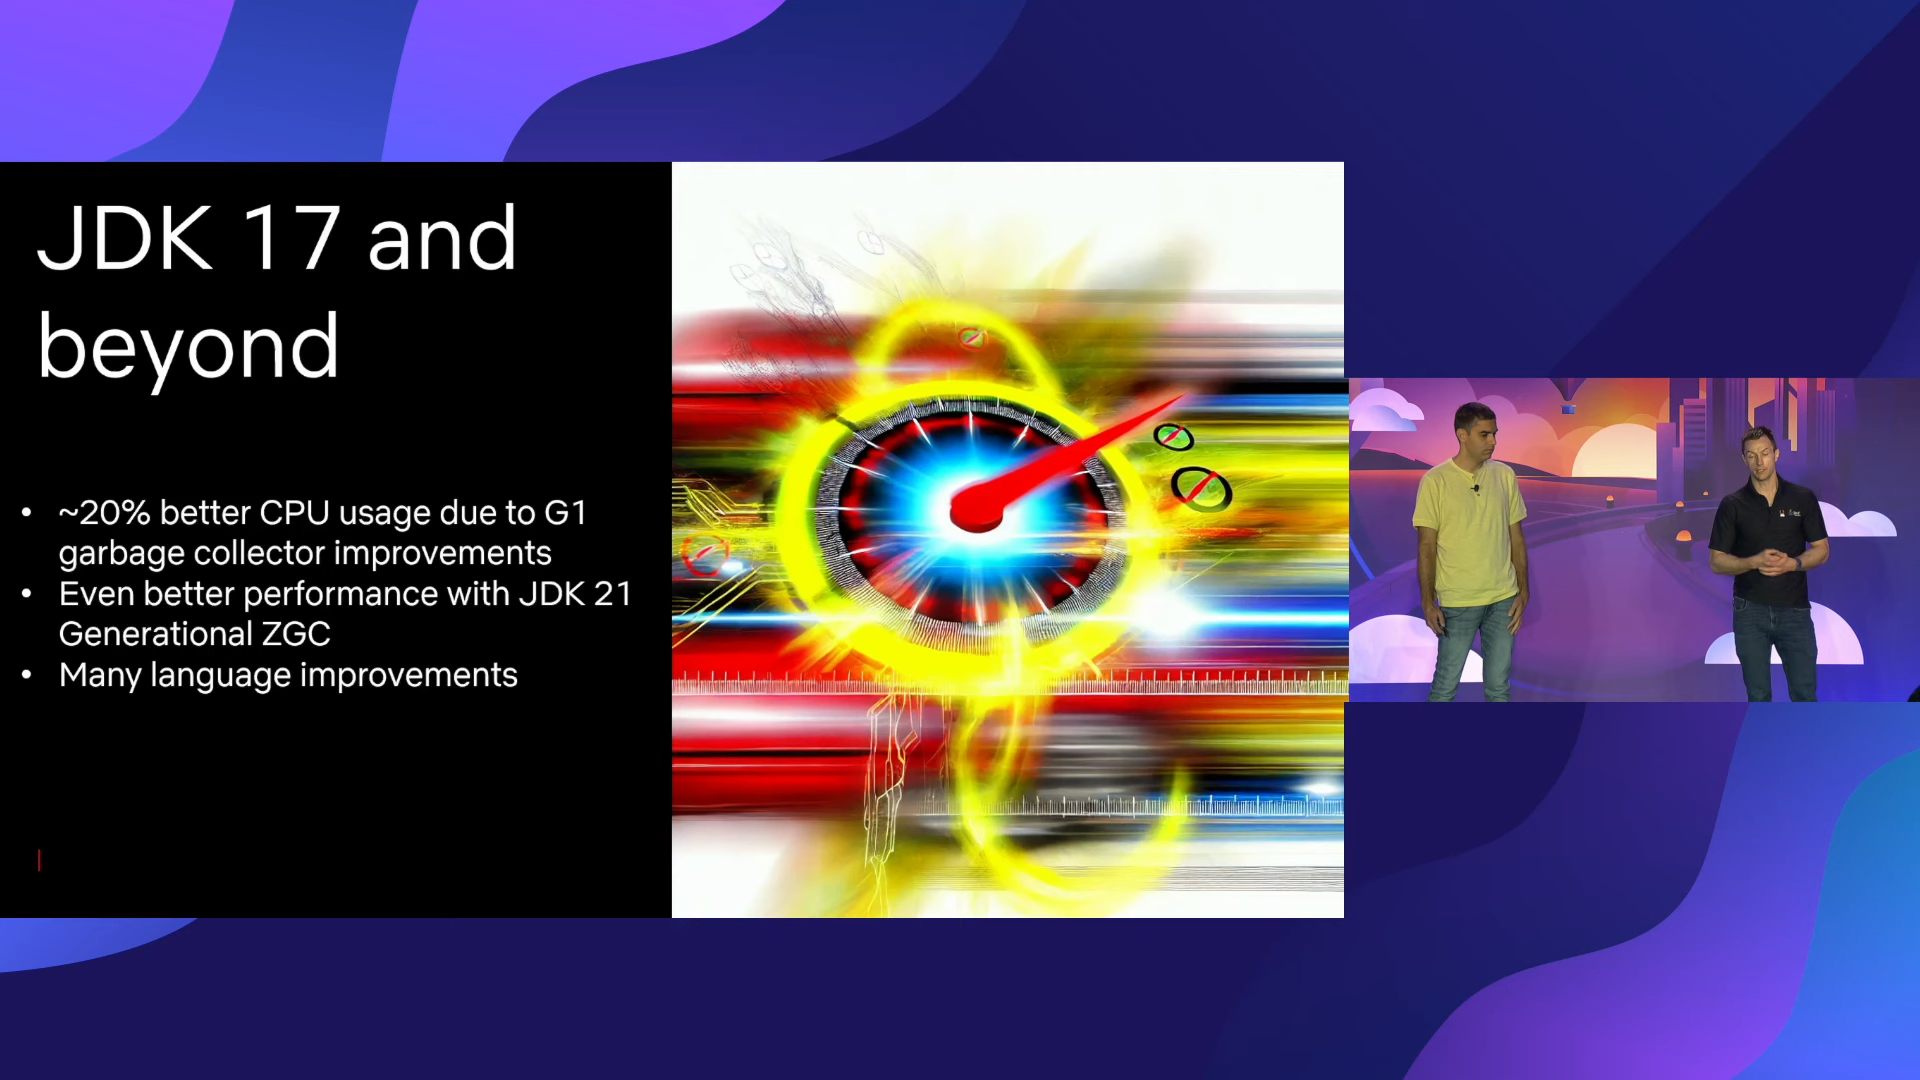 JDK 17 and
beyond
• ~20% better CPU usage due to G1
garbage collector improvements
• Even better performance with JDK 21
Generational ZGC
• Many language improvements